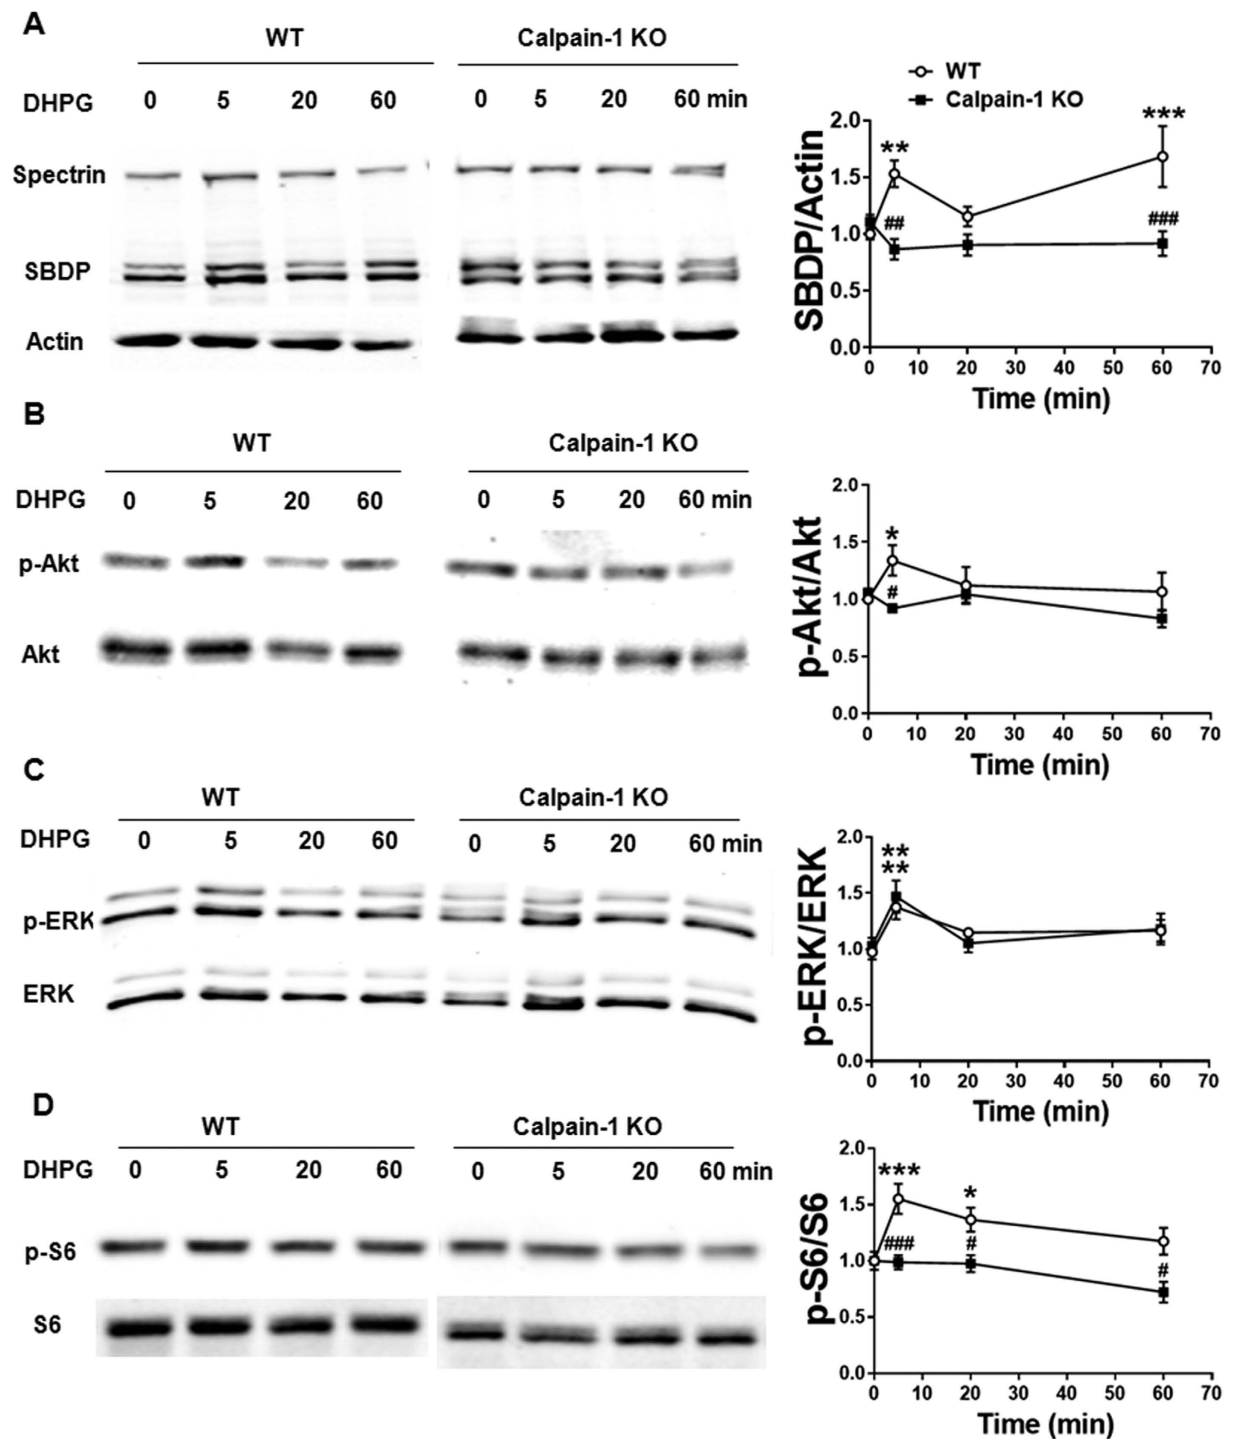 A
WT
Calpain-1 KO
DHPG 0 5 20 60 0 5 20 60 min
Spectrin
SBDP
Actin
WT
Calpain-1 KO
SBDP/Actin
2.0
1.5
1.0
0.5
0.0
**
***
##
###
0 10 20 30 40 50 60 70
Time (min)
B
WT
Calpain-1 KO
DHPG 0 5 20 60 0 5 20 60 min
p-Akt
Akt
p-Akt/Akt
2.0
1.5
1.0
0.5
0.0
*
#
0 10 20 30 40 50 60 70
Time (min)
C
WT
Calpain-1 KO
DHPG 0 5 20 60 0 5 20 60 min
p-ERK
ERK
p-ERK/ERK
2.0
1.5
1.0
0.5
0.0
**
**
0 10 20 30 40 50 60 70
Time (min)
D
WT
Calpain-1 KO
DHPG 0 5 20 60 0 5 20 60 min
p-S6
S6
p-S6/S6
2.0
1.5
1.0
0.5
0.0
***
*
###
#
#
0 10 20 30 40 50 60 70
Time (min)